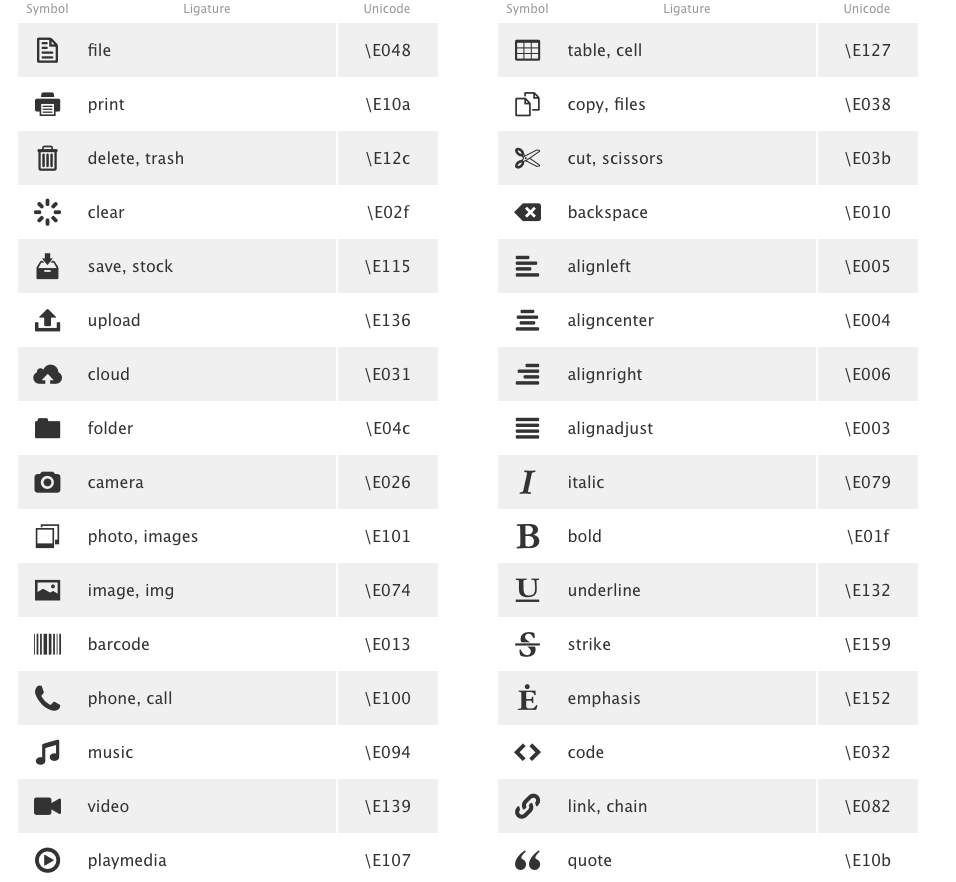 Symbol Ligature Unicode
file \E048
print \E10a
delete, trash \E12c
clear \E02f
save, stock \E115
upload \E136
cloud \E031
folder \E04c
camera \E026
photo, images \E101
image, img \E074
barcode \E013
phone, call \E100
music \E094
video \E139
playmedia \E107
Symbol Ligature Unicode
table, cell \E127
copy, files \E038
cut, scissors \E03b
backspace \E010
alignleft \E005
aligncenter \E004
alignright \E006
alignadjust \E003
I italic \E079
B bold \E01f
U underline \E132
S strike \E159
Ė emphasis \E152
code \E032
link, chain \E082
quote \E10b